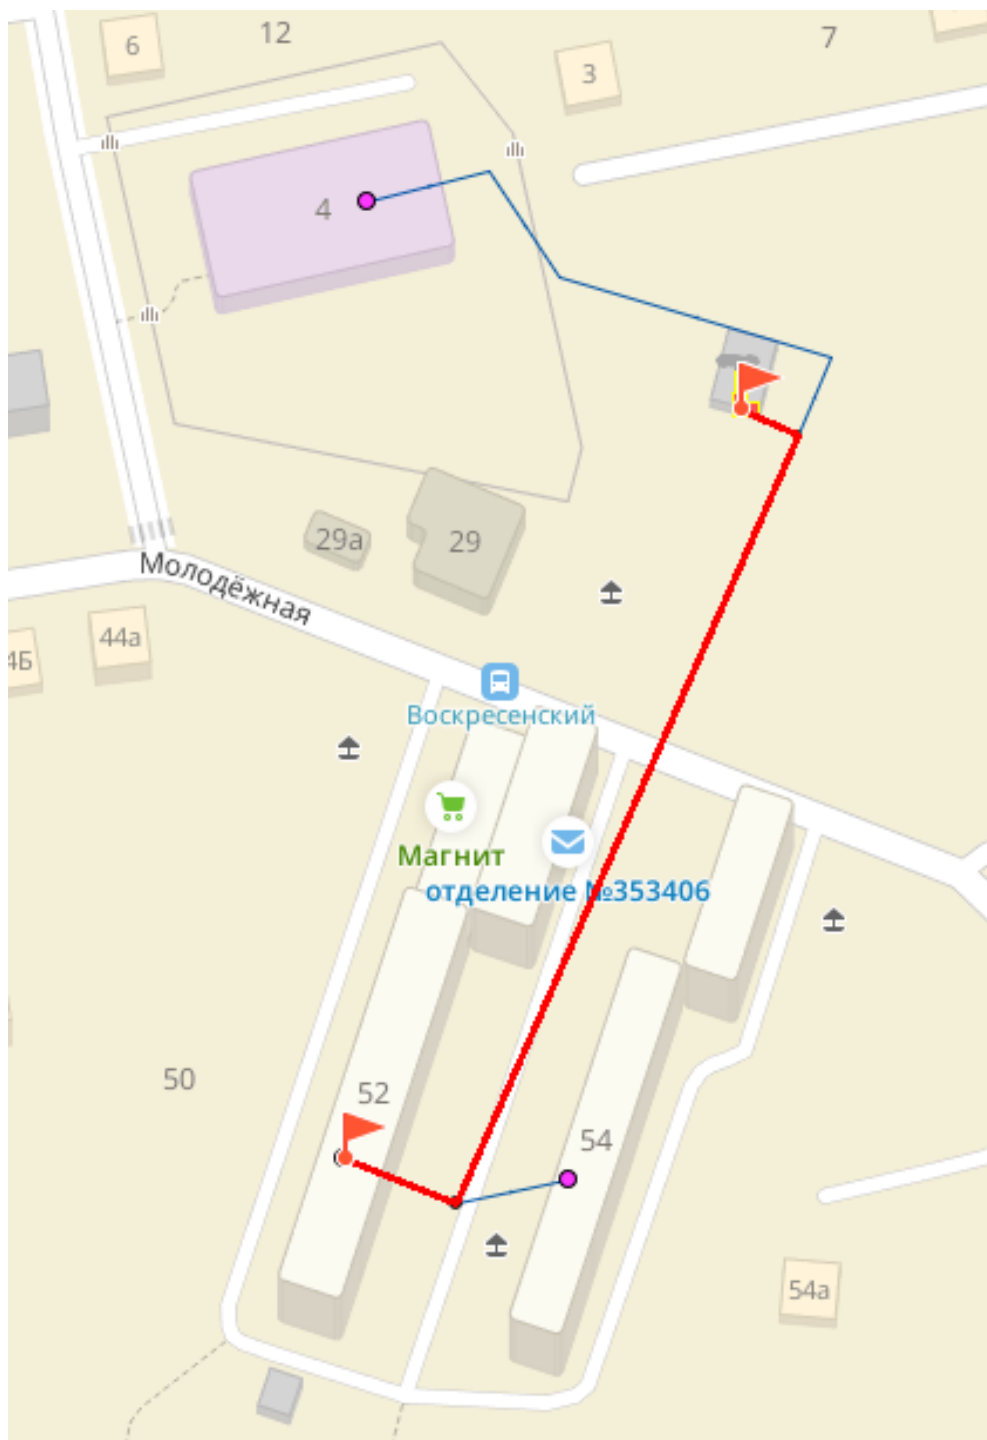 6
12
7
3
4
29а
29
Молодёжная
44а
4Б
Воскресенский
Магнит
отделение №353406
50
52
54
54а